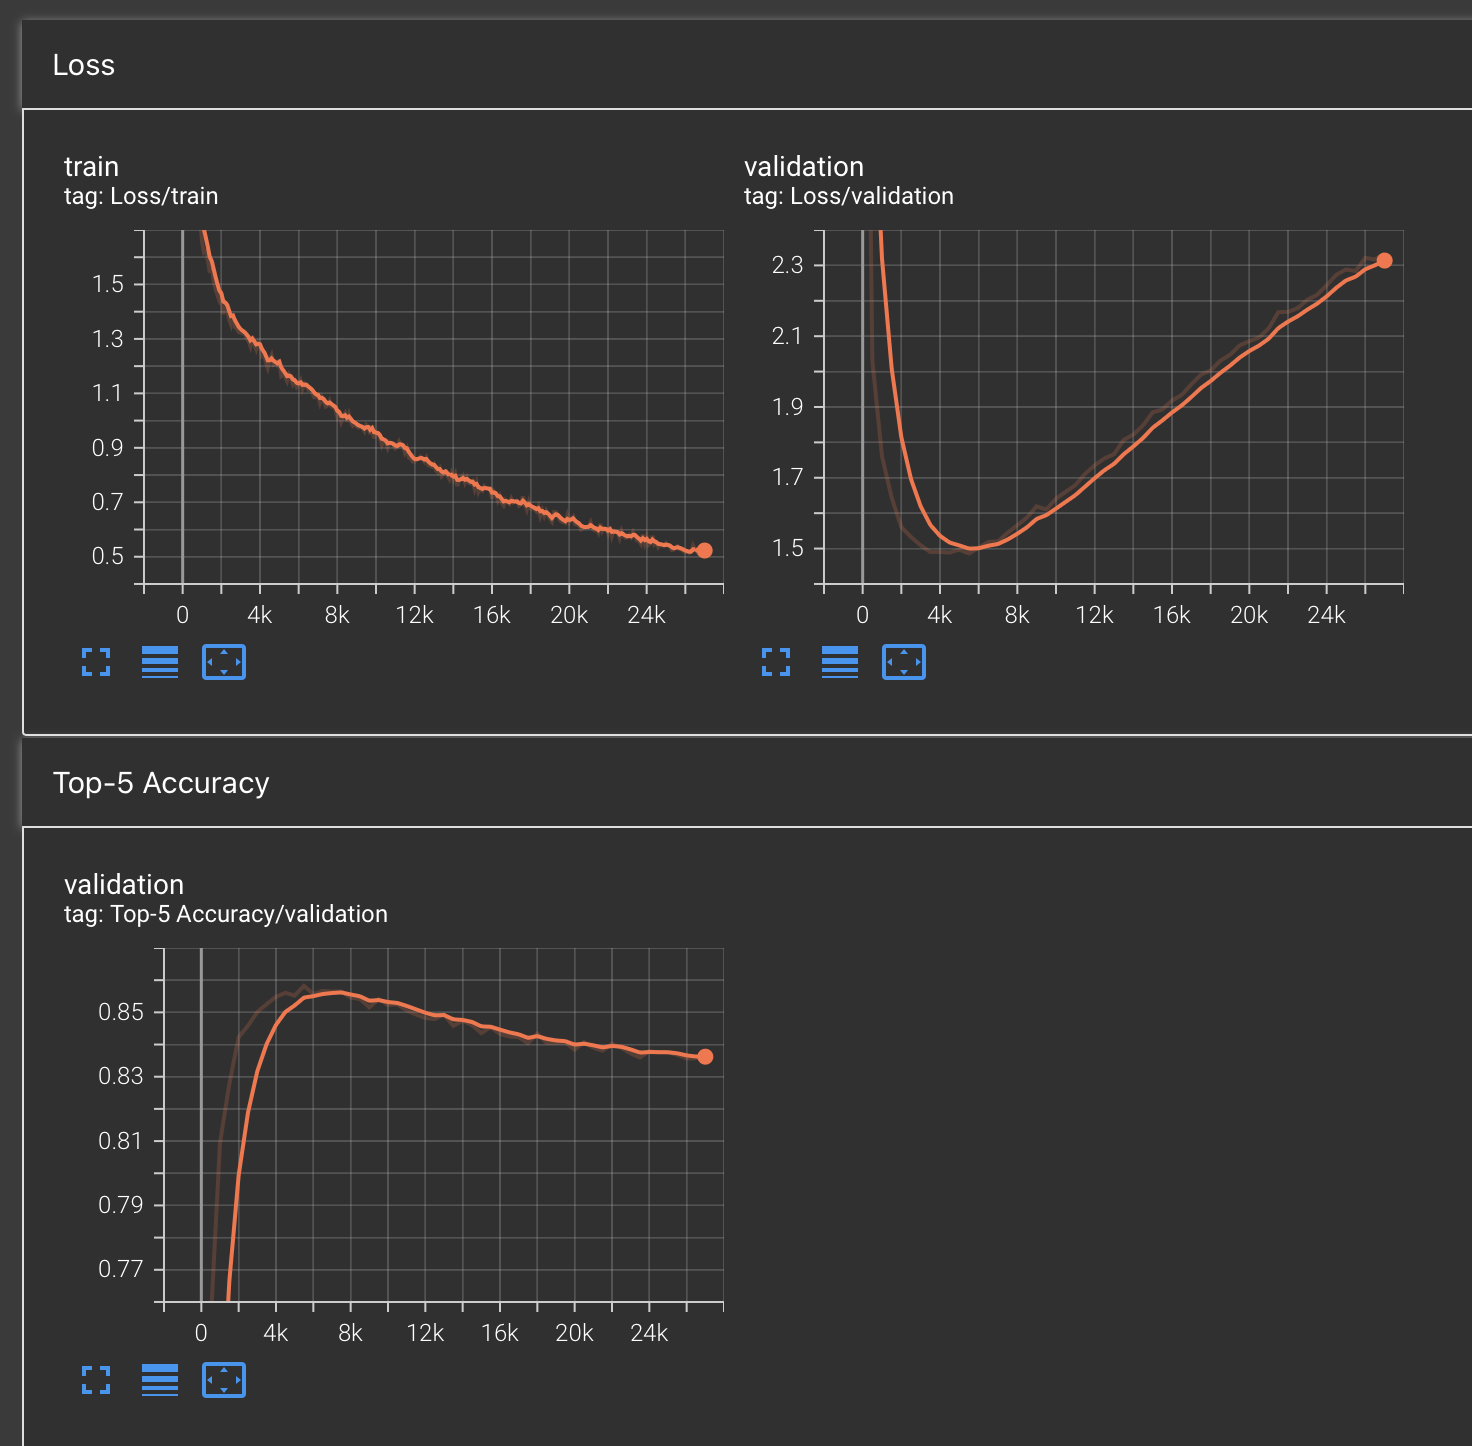 Loss
train
tag: Loss/train
1.5
1.3
1.1
0.9
0.7
0.5
0 4k 8k 12k 16k 20k 24k
validation
tag: Loss/validation
2.3
2.1
1.9
1.7
1.5
0 4k 8k 12k 16k 20k 24k
Top-5 Accuracy
validation
tag: Top-5 Accuracy/validation
0.85
0.83
0.81
0.79
0.77
0 4k 8k 12k 16k 20k 24k